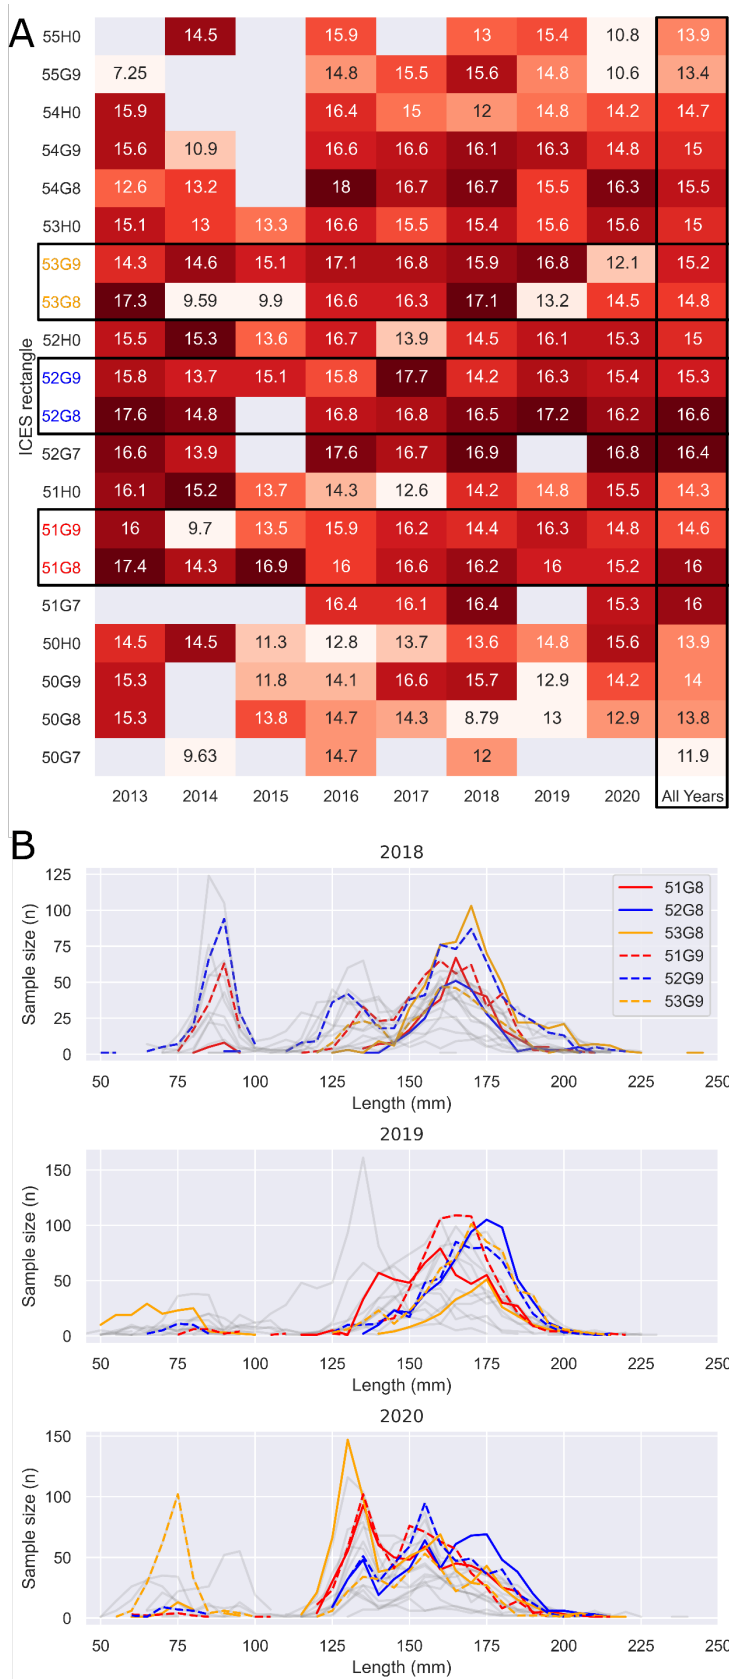 A
55H0 14.5 15.9 13 15.4 10.8 13.9
55G9 7.25 14.8 15.5 15.6 14.8 10.6 13.4
54H0 15.9 16.4 15 12 14.8 14.2 14.7
54G9 15.6 10.9 16.6 16.6 16.1 16.3 14.8 15
54G8 12.6 13.2 18 16.7 16.7 15.5 16.3 15.5
53H0 15.1 13 13.3 16.6 15.5 15.4 15.6 15.6 15
53G9 14.3 14.6 15.1 17.1 16.8 15.9 16.8 12.1 15.2
53G8 17.3 9.59 9.9 16.6 16.3 17.1 13.2 14.5 14.8
52H0 15.5 15.3 13.6 16.7 13.9 14.5 16.1 15.3 15
52G9 15.8 13.7 15.1 15.8 17.7 14.2 16.3 15.4 15.3
52G8 17.6 14.8 16.8 16.8 16.5 17.2 16.2 16.6
52G7 16.6 13.9 17.6 16.7 16.9 16.8 16.4
51H0 16.1 15.2 13.7 14.3 12.6 14.2 14.8 15.5 14.3
51G9 16 9.7 13.5 15.9 16.2 14.4 16.3 14.8 14.6
51G8 17.4 14.3 16.9 16 16.6 16.2 16 15.2 16
51G7 16.4 16.1 16.4 15.3 16
50H0 14.5 14.5 11.3 12.8 13.7 13.6 14.8 15.6 13.9
50G9 15.3 11.8 14.1 16.6 15.7 12.9 14.2 14
50G8 15.3 13.8 14.7 14.3 8.79 13 12.9 13.8
50G7 9.63 14.7 12 11.9
ICES rectangle
2013 2014 2015 2016 2017 2018 2019 2020 All Years
B
2018
125
100
75
50
25
0
Sample size (n)
51G8
52G8
53G8
51G9
52G9
53G9
50 75 100 125 150 175 200 225 250
Length (mm)
2019
150
100
50
0
Sample size (n)
50 75 100 125 150 175 200 225 250
Length (mm)
2020
150
100
50
0
Sample size (n)
50 75 100 125 150 175 200 225 250
Length (mm)